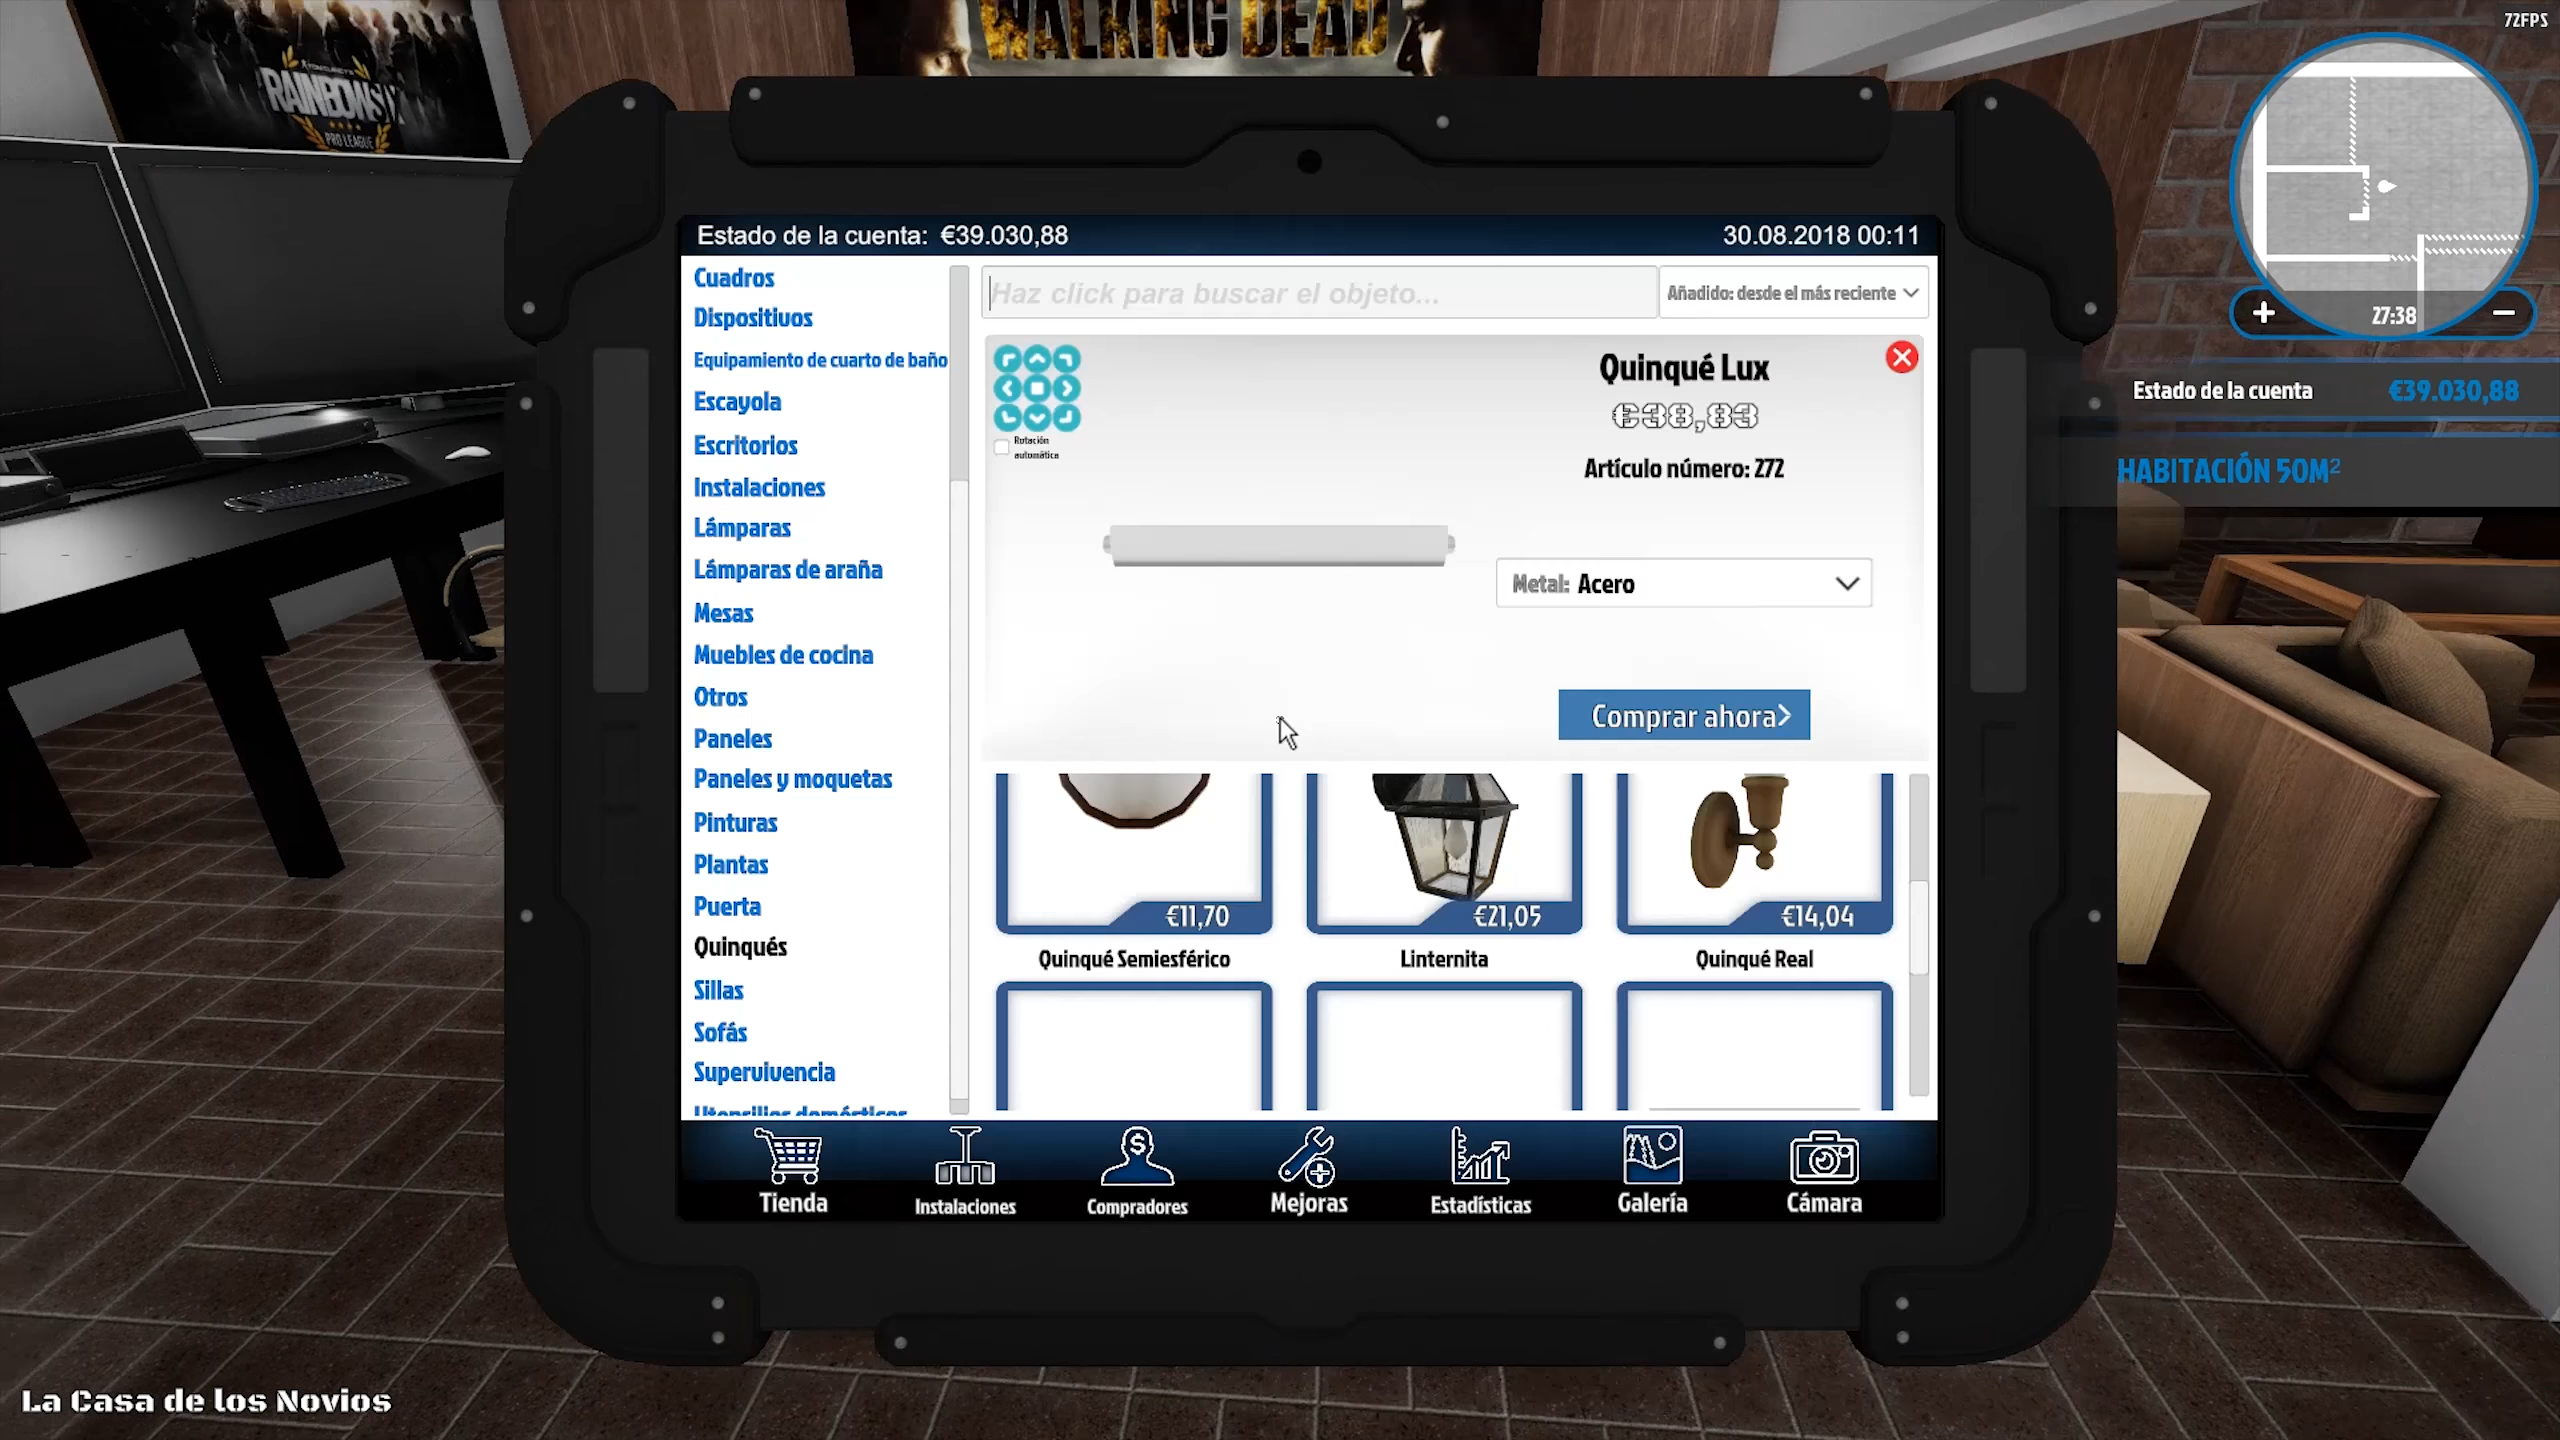 WALKING DEAD
72FPS
RAINBOW SIX
PRO LEAGUE
Estado de la cuenta: €39.030,88
30.08.2018 00:11
Cuadros
Dispositivos
Equipamiento de cuarto de baño
Escayola
Escritorios
Instalaciones
Lámparas
Lámparas de araña
Mesas
Muebles de cocina
Otros
Paneles
Paneles y moquetas
Pinturas
Plantas
Puerta
Quinqués
Sillas
Sofás
Supervivencia
Utensilios domésticos
Haz click para buscar el objeto...
Añadido: desde el más reciente
Rotación
automática
Quinqué Lux
€38,83
Artículo número: 272
Metal: Acero
Comprar ahora>
€11,70
€21,05
€14,04
Quinqué Semiesférico
Linternita
Quinqué Real
Tienda
Instalaciones
Compradores
Mejoras
Estadísticas
Galería
Cámara
27:38
Estado de la cuenta €39.030,88
HABITACIÓN 50M²
La Casa de los Novios